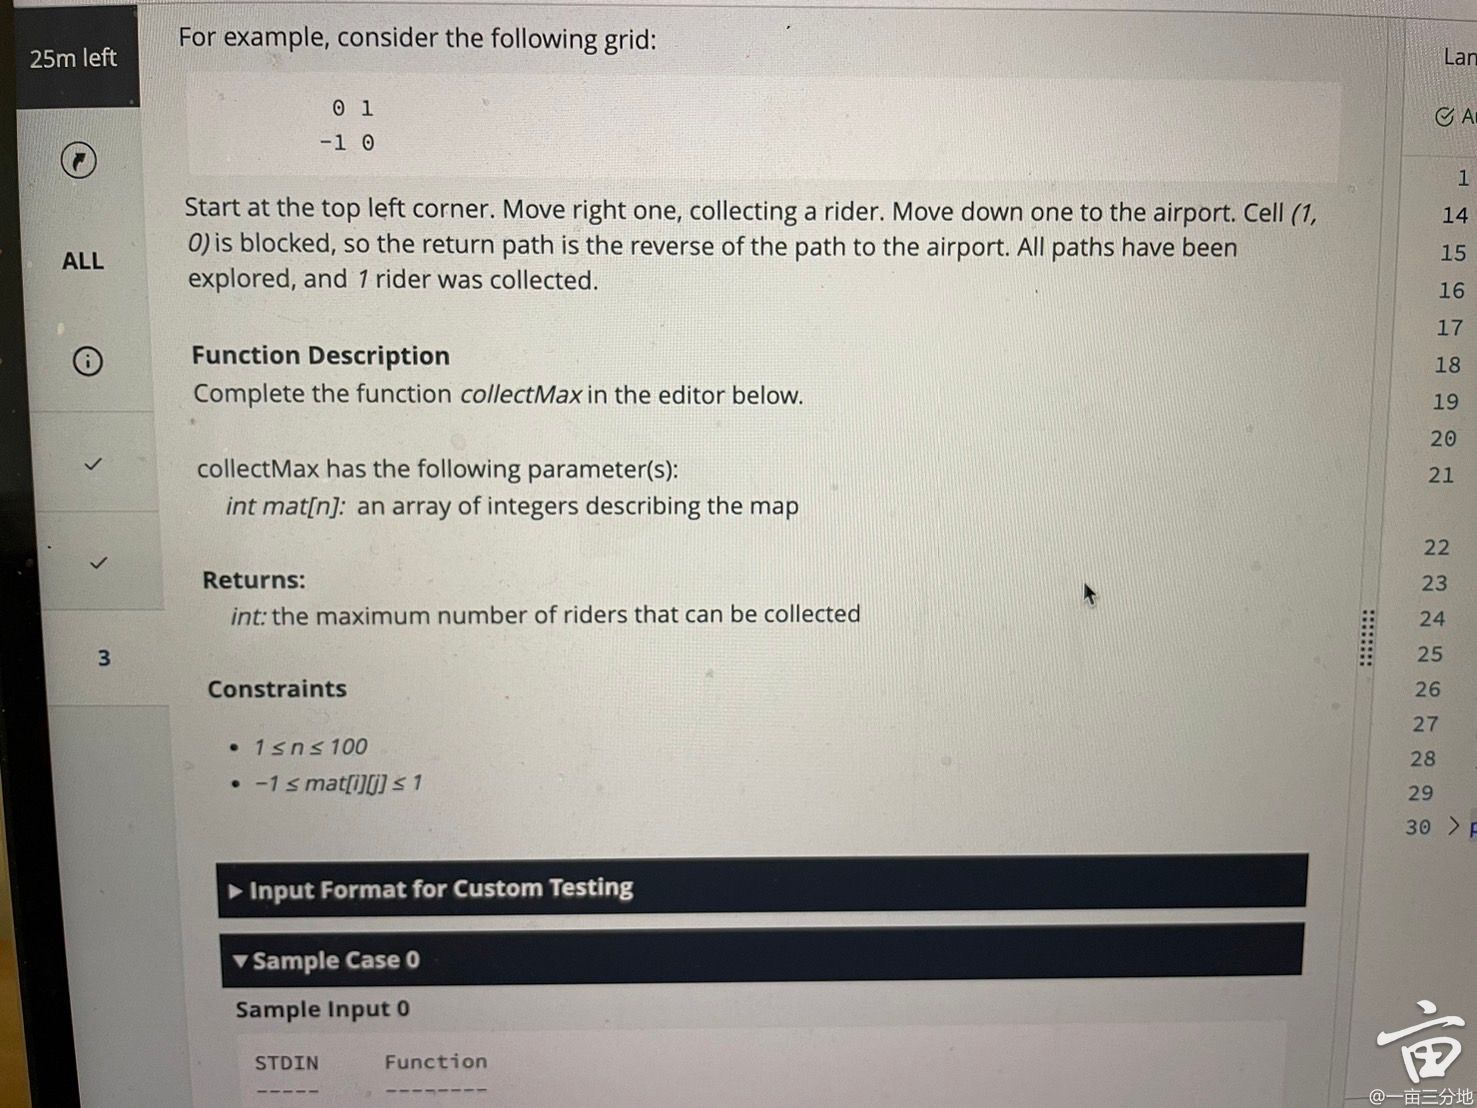 25m left
For example, consider the following grid:
0 1
-1 0
Start at the top left corner. Move right one, collecting a rider. Move down one to the airport. Cell (1,
0) is blocked, so the return path is the reverse of the path to the airport. All paths have been
explored, and 1 rider was collected.
ALL
Function Description
Complete the function collectMax in the editor below.
collectMax has the following parameter(s):
int mat[n]: an array of integers describing the map
Returns:
int: the maximum number of riders that can be collected
3
Constraints
• 1 ≤ n ≤ 100
• −1 ≤ mat[i][j] ≤ 1
▶ Input Format for Custom Testing
▼ Sample Case 0
Sample Input 0
STDIN Function
----- --------
Lan
1
14
15
16
17
18
19
20
21
22
23
24
25
26
27
28
29
30 >
亩
@一亩三分地